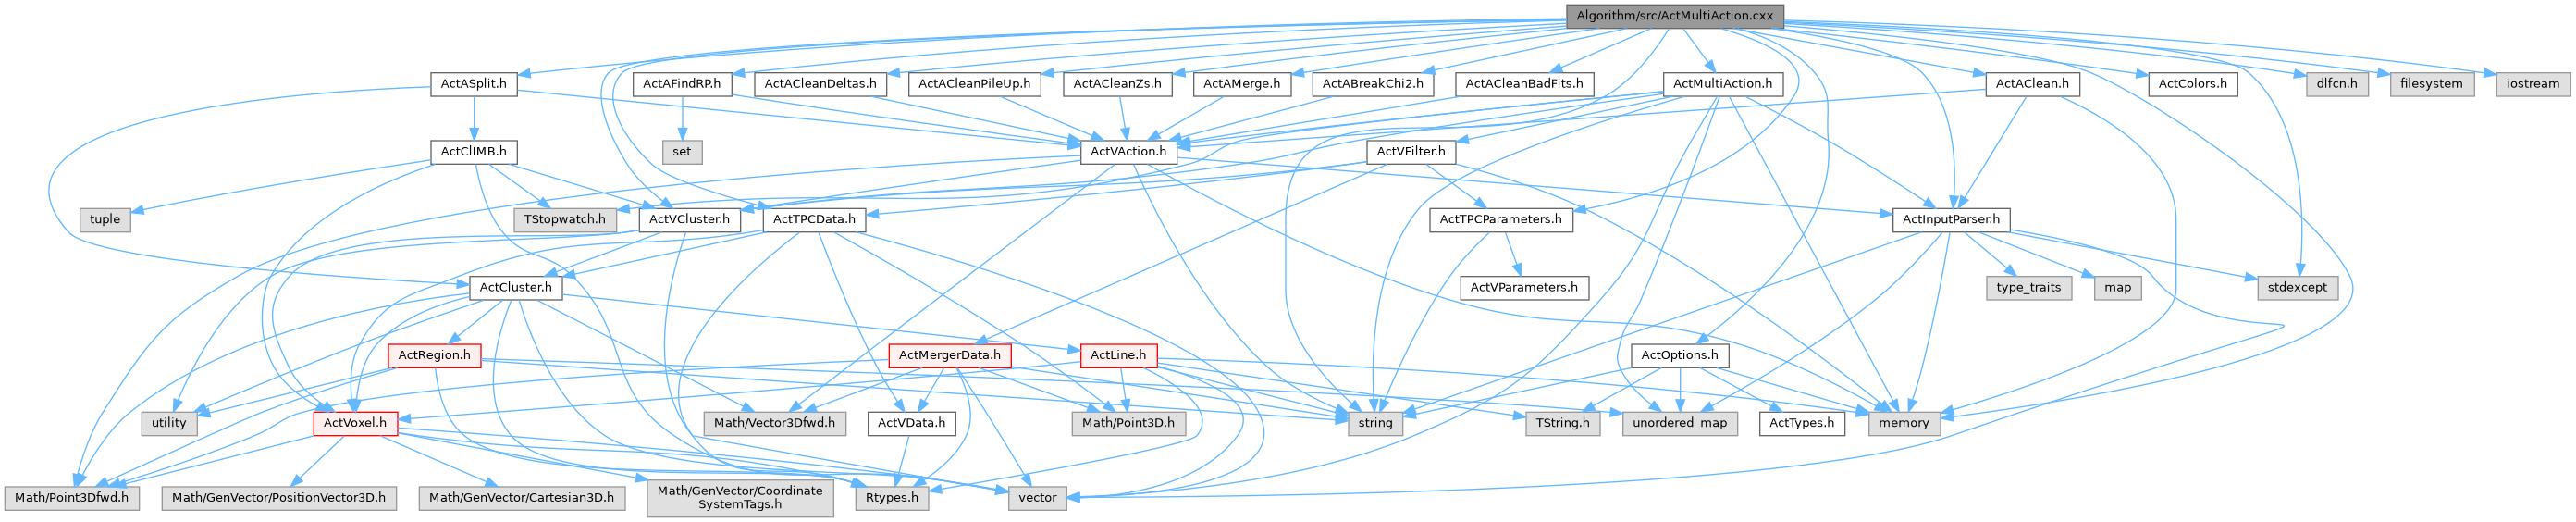 Algorithm/src/ActMultiAction.cxx
ActASplit.h
ActAFindRP.h
ActACleanDeltas.h
ActACleanPileUp.h
ActACleanZs.h
ActAMerge.h
ActABreakChi2.h
ActACleanBadFits.h
ActMultiAction.h
ActAClean.h
ActColors.h
dlfcn.h
filesystem
iostream
ActClIMB.h
set
ActVAction.h
ActVFilter.h
tuple
TStopwatch.h
ActVCluster.h
ActTPCData.h
ActTPCParameters.h
ActInputParser.h
ActCluster.h
ActVParameters.h
type_traits
map
stdexcept
ActRegion.h
ActMergerData.h
ActLine.h
ActOptions.h
utility
ActVoxel.h
Math/Vector3Dfwd.h
ActVData.h
Math/Point3D.h
string
TString.h
unordered_map
ActTypes.h
memory
Math/Point3Dfwd.h
Math/GenVector/PositionVector3D.h
Math/GenVector/Cartesian3D.h
Math/GenVector/Coordinate
SystemTags.h
Rtypes.h
vector